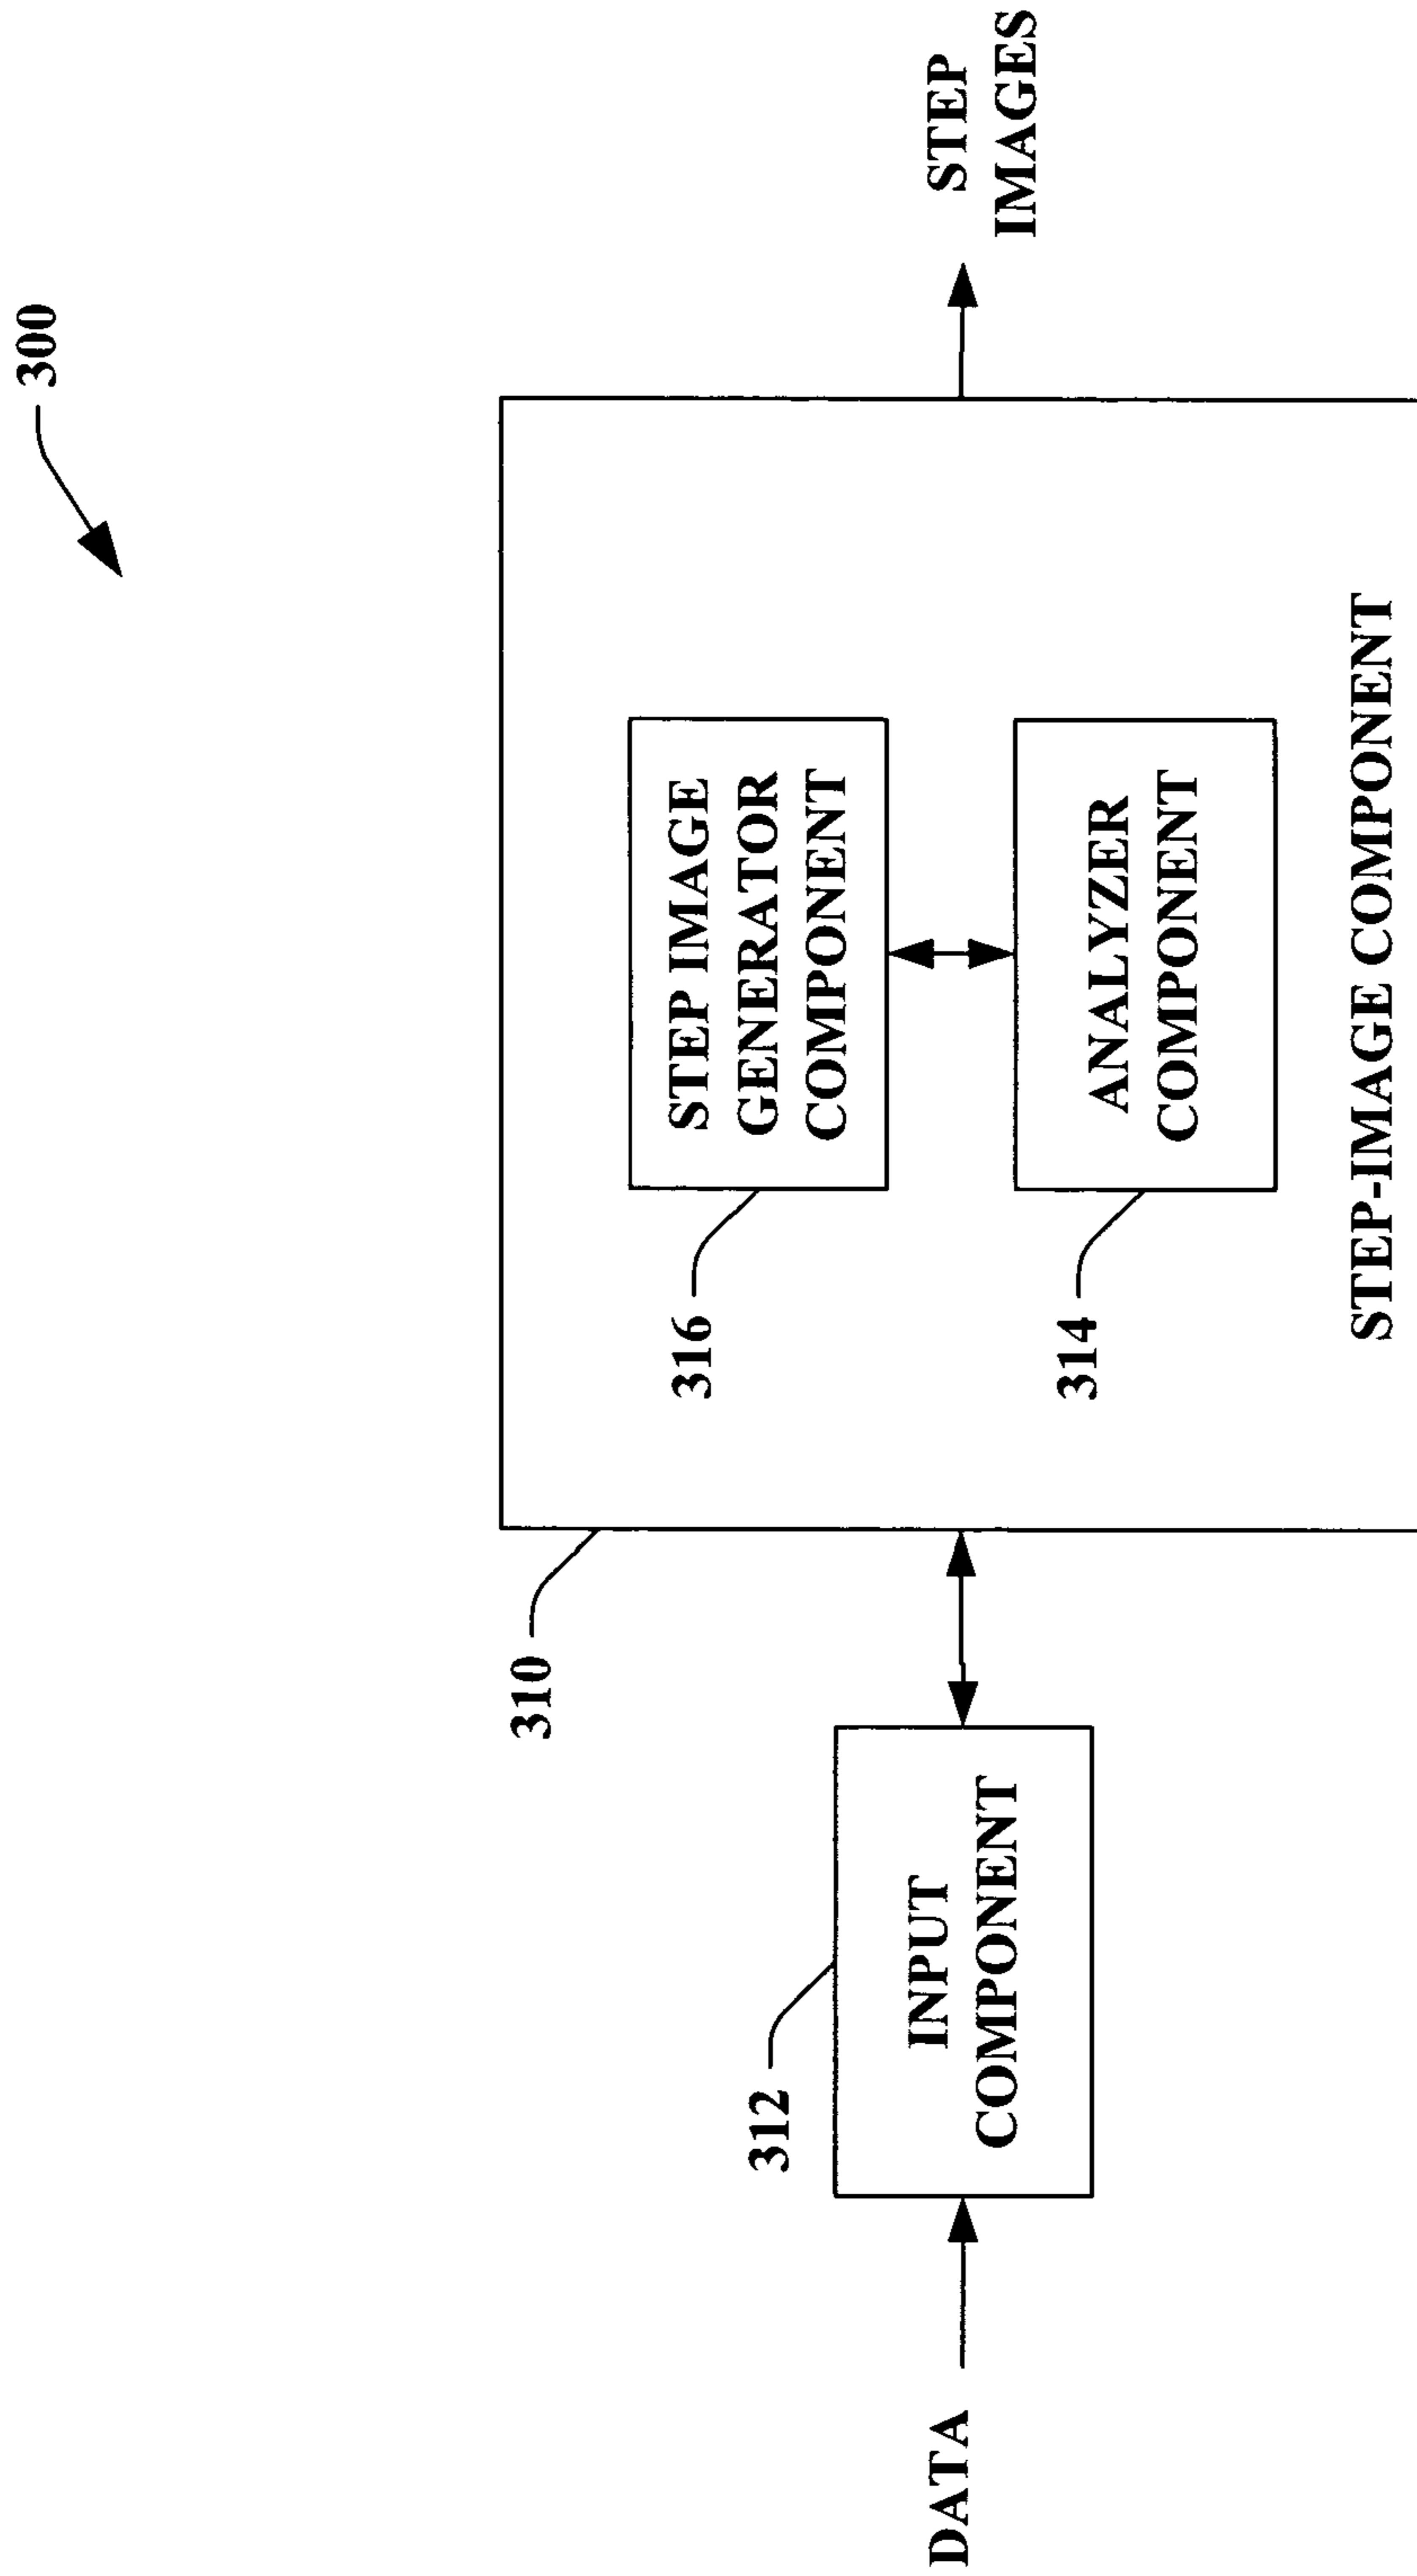 300
316
STEP IMAGE
GENERATOR
COMPONENT
310
312
INPUT
COMPONENT
DATA
STEP
IMAGES
314
ANALYZER
COMPONENT
STEP-IMAGE COMPONENT